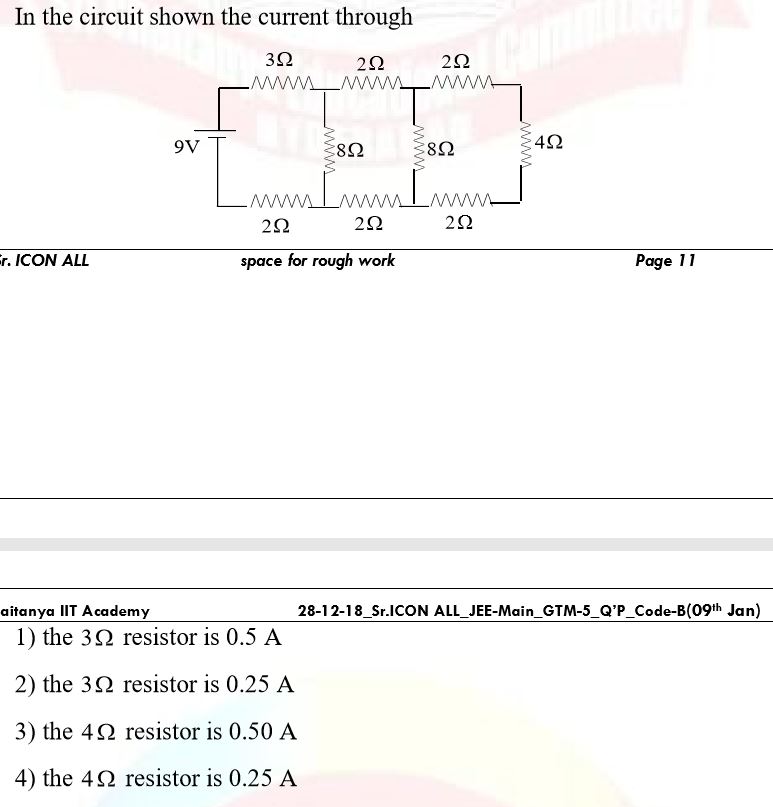 In the circuit shown the current through
3Ω 2Ω 2Ω
9V 8Ω 8Ω 4Ω
2Ω 2Ω 2Ω
Sr. ICON ALL space for rough work Page 11
aitanya IIT Academy 28-12-18_Sr.ICON ALL_JEE-Main_GTM-5_Q'P_Code-B(09th Jan)
1) the 3Ω resistor is 0.5 A
2) the 3Ω resistor is 0.25 A
3) the 4Ω resistor is 0.50 A
4) the 4Ω resistor is 0.25 A